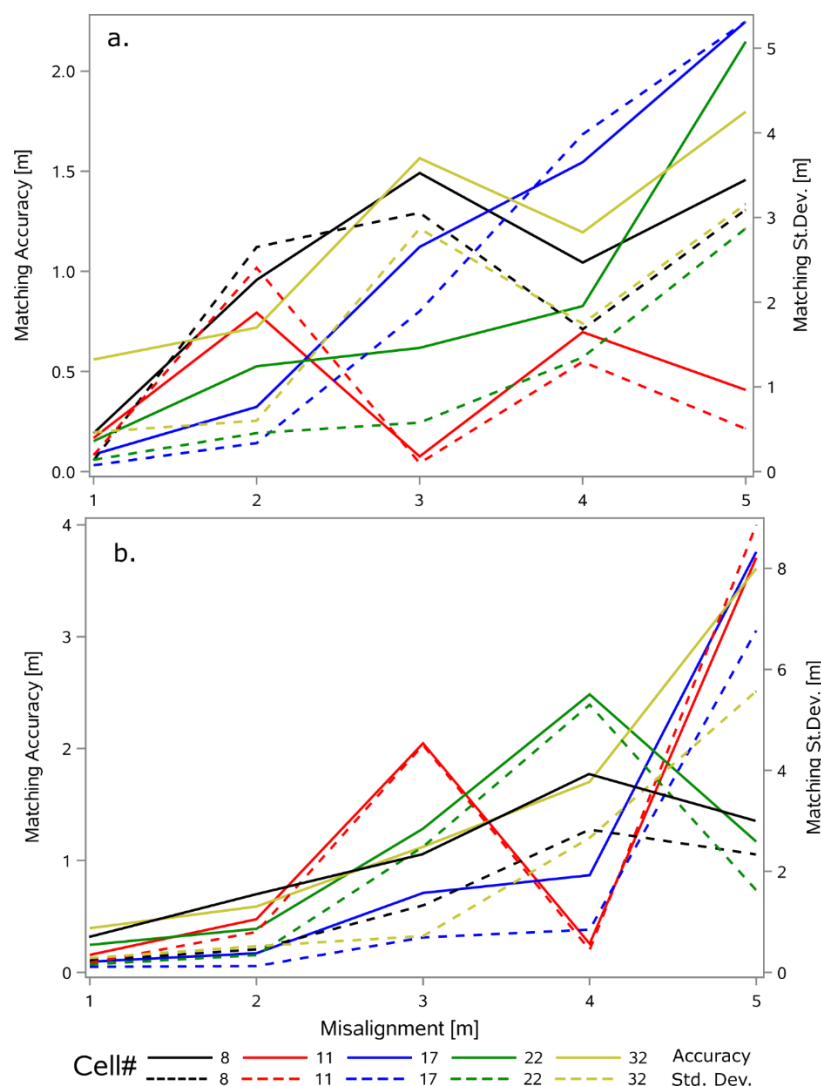 a.
Matching Accuracy [m]
2.0
1.5
1.0
0.5
0.0
5
4
3
2
1
0
Matching St.Dev. [m]
1 2 3 4 5
b.
Matching Accuracy [m]
4
3
2
1
0
8
6
4
2
0
Matching St.Dev. [m]
1 2 3 4 5
Misalignment [m]
Cell# 8 11 17 22 32 Accuracy
8 11 17 22 32 Std. Dev.